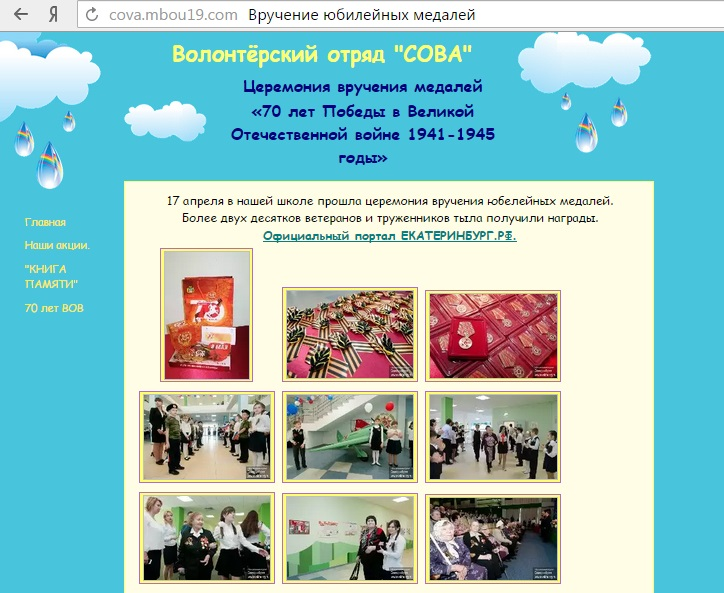 cova.mbou19.com Вручение юбилейных медалей
Волонтёрский отряд "СОВА"
Церемония вручения медалей
«70 лет Победы в Великой
Отечественной войне 1941-1945
годы»
17 апреля в нашей школе прошла церемония вручения юбелейных медалей.
Более двух десятков ветеранов и труженников тыла получили награды.
Официальный портал ЕКАТЕРИНБУРГ.РФ.
Главная
Наши акции.
"КНИГА
ПАМЯТИ"
70 лет ВОВ